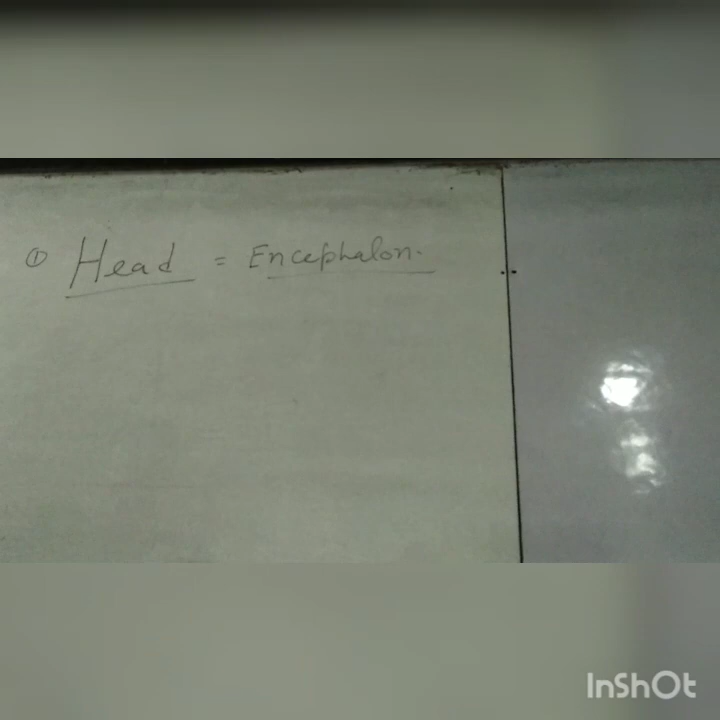 ① Head = Encephalon.
InShOt